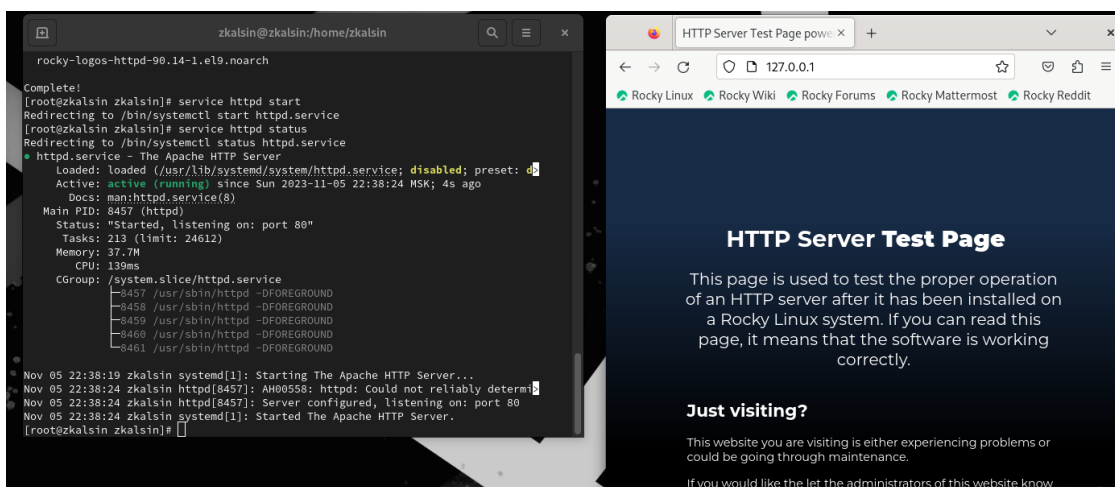 zkalsin@zkalsin:/home/zkalsin
rocky-logos-httpd-90.14-1.el9.noarch
Complete!
[root@zkalsin zkalsin]# service httpd start
Redirecting to /bin/systemctl start httpd.service
[root@zkalsin zkalsin]# service httpd status
Redirecting to /bin/systemctl status httpd.service
● httpd.service - The Apache HTTP Server
Loaded: loaded (/usr/lib/systemd/system/httpd.service; disabled; preset: d>
Active: active (running) since Sun 2023-11-05 22:38:24 MSK; 4s ago
Docs: man:httpd.service(8)
Main PID: 8457 (httpd)
Status: "Started, listening on: port 80"
Tasks: 213 (limit: 24612)
Memory: 37.7M
CPU: 139ms
CGroup: /system.slice/httpd.service
├─8457 /usr/sbin/httpd -DFOREGROUND
├─8458 /usr/sbin/httpd -DFOREGROUND
├─8459 /usr/sbin/httpd -DFOREGROUND
├─8460 /usr/sbin/httpd -DFOREGROUND
└─8461 /usr/sbin/httpd -DFOREGROUND
Nov 05 22:38:19 zkalsin systemd[1]: Starting The Apache HTTP Server...
Nov 05 22:38:24 zkalsin httpd[8457]: AH00558: httpd: Could not reliably determi>
Nov 05 22:38:24 zkalsin httpd[8457]: Server configured, listening on: port 80
Nov 05 22:38:24 zkalsin systemd[1]: Started The Apache HTTP Server.
[root@zkalsin zkalsin]#
HTTP Server Test Page powe
127.0.0.1
Rocky Linux Rocky Wiki Rocky Forums Rocky Mattermost Rocky Reddit
HTTP Server Test Page
This page is used to test the proper operation
of an HTTP server after it has been installed on
a Rocky Linux system. If you can read this
page, it means that the software is working
correctly.
Just visiting?
This website you are visiting is either experiencing problems or
could be going through maintenance.
If you would like the let the administrators of this website know